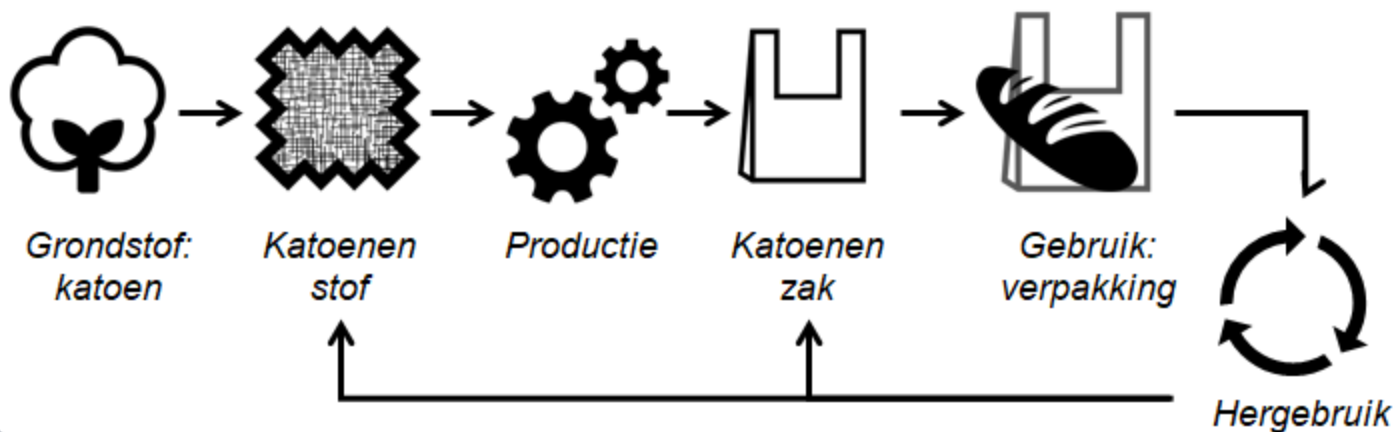 Grondstof:
katoen
Katoenen
stof
Productie
Katoenen
zak
Gebruik:
verpakking
Hergebruik